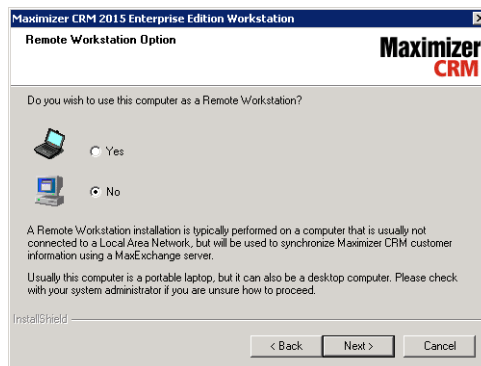 Maximizer CRM 2015 Enterprise Edition Workstation
Remote Workstation Option
Maximizer
CRM
Do you wish to use this computer as a Remote Workstation?
Yes
No
A Remote Workstation installation is typically performed on a computer that is usually not
connected to a Local Area Network, but will be used to synchronize Maximizer CRM customer
information using a MaxExchange server.
Usually this computer is a portable laptop, but it can also be a desktop computer. Please check
with your system administrator if you are unsure how to proceed.
InstallShield
< Back
Next >
Cancel